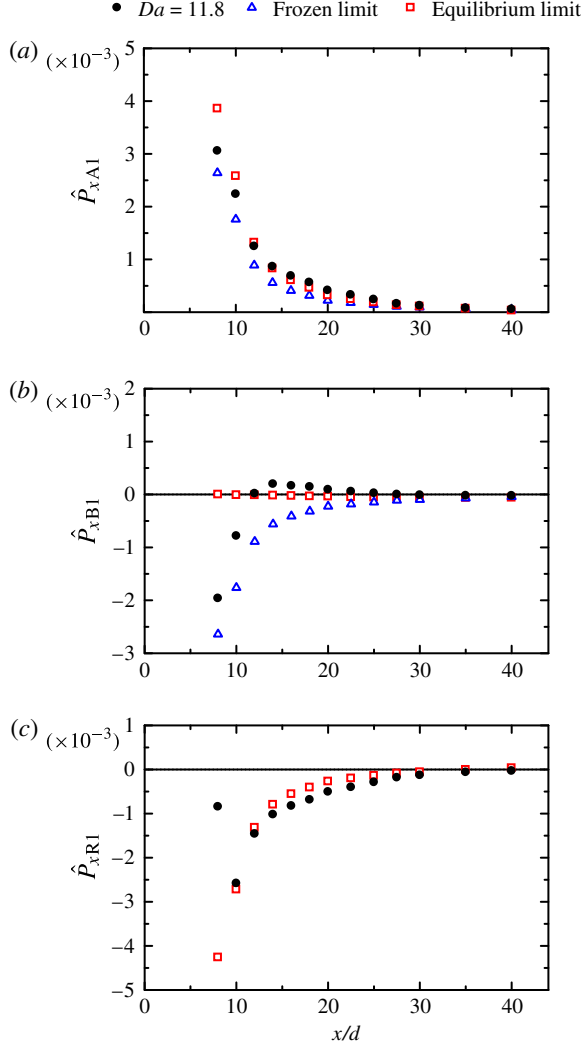 Da = 11.8 Frozen limit Equilibrium limit
(a) (×10−3)
5
4
3
2
1
0 10 20 30 40
P̂xA1
(b) (×10−3)
2
1
0
−1
−2
−3
0 10 20 30 40
P̂xB1
(c) (×10−3)
1
0
−1
−2
−3
−4
−5
0 10 20 30 40
P̂xR1
x/d